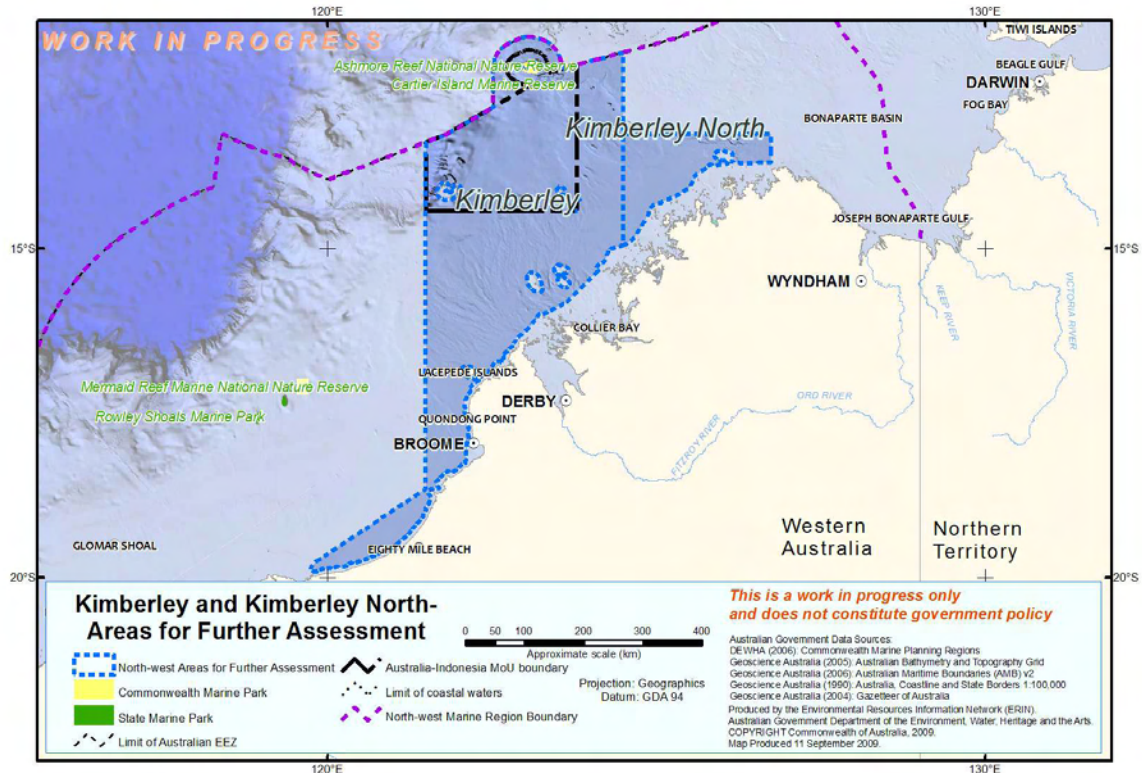 120°E
130°E
WORK IN PROGRESS
TIWI ISLANDS
Ashmore Reef National Nature Reserve
Cartier Island Marine Reserve
BEAGLE GULF
DARWIN
FOG BAY
Kimberley North
BONAPARTE BASIN
Kimberley
JOSEPH BONAPARTE GULF
15°S
15°S
WYNDHAM
KEEP RIVER
VICTORIA RIVER
COLLIER BAY
LACEPEDE ISLANDS
Mermaid Reef Marine National Nature Reserve
DERBY
ORD RIVER
Rowley Shoals Marine Park
QUONDONG POINT
FITZROY RIVER
BROOME
Western
Australia
Northern
Territory
GLOMAR SHOAL
EIGHTY MILE BEACH
20°S
20°S
Kimberley and Kimberley North-
Areas for Further Assessment
North-west Areas for Further Assessment
Commonwealth Marine Park
State Marine Park
Limit of Australian EEZ
0 50 100 200 300 400
Approximate scale (km)
Australia-Indonesia MoU boundary
Limit of coastal waters
North-west Marine Region Boundary
Projection: Geographics
Datum: GDA 94
This is a work in progress only
and does not constitute government policy
Australian Government Data Sources:
DEWHA (2006): Commonwealth Marine Planning Regions
Geoscience Australia (2005): Australian Bathymetry and Topography Grid
Geoscience Australia (2006): Australian Maritime Boundaries (AMB) v2
Geoscience Australia (1990): Australia, Coastline and State Borders 1:100,000
Geoscience Australia (2004): Gazetteer of Australia
Produced by the Environmental Resources Information Network (ERIN).
Australian Government Department of the Environment, Water, Heritage and the Arts.
COPYRIGHT Commonwealth of Australia, 2009.
Map Produced 11 September 2009.
120°E
130°E